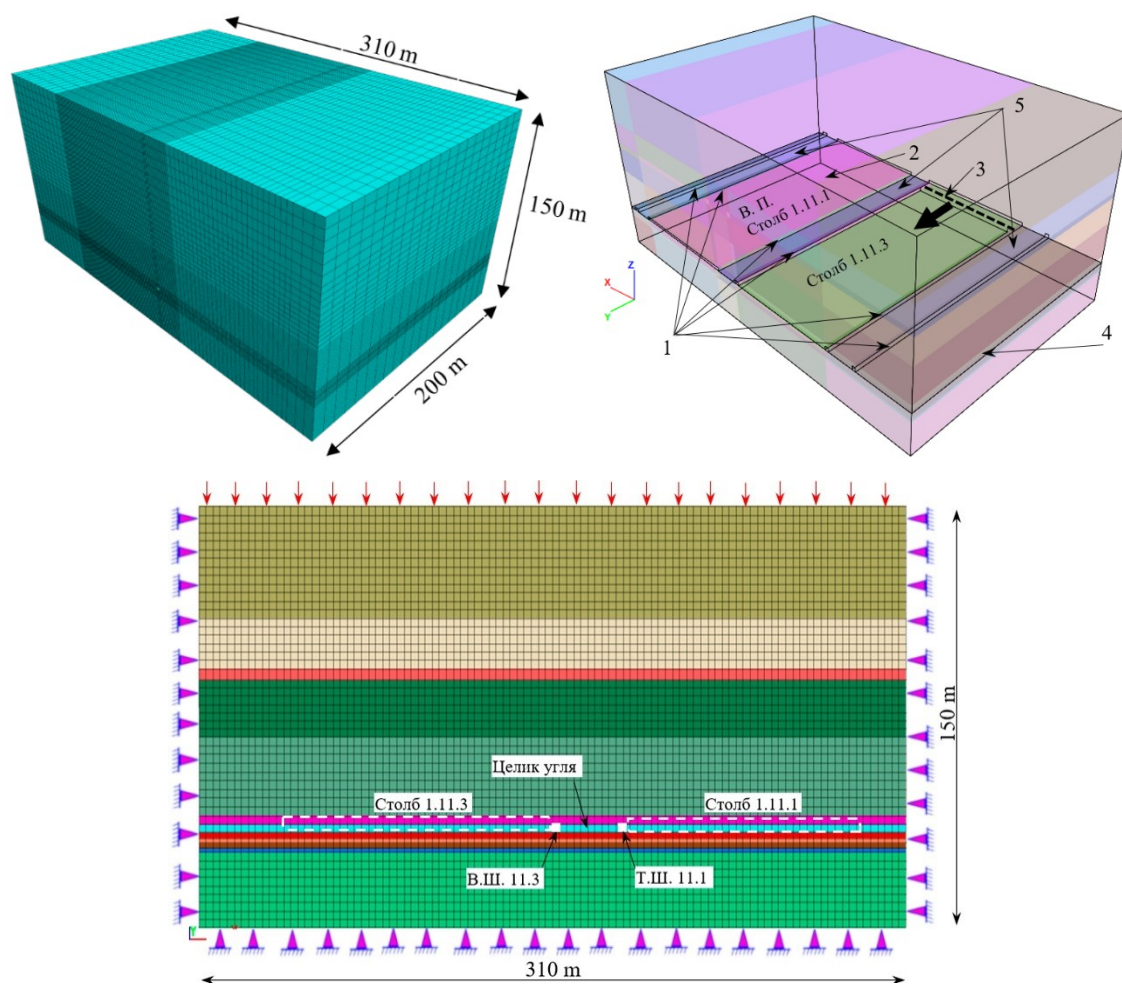 310 m
150 m
200 m
5
2
3
В. П.
Столб 1.11.1
Столб 1.11.3
Z
X
Y
1
4
Целик угля
Столб 1.11.3
Столб 1.11.1
150 m
В.Ш. 11.3
Т.Ш. 11.1
Y
310 m